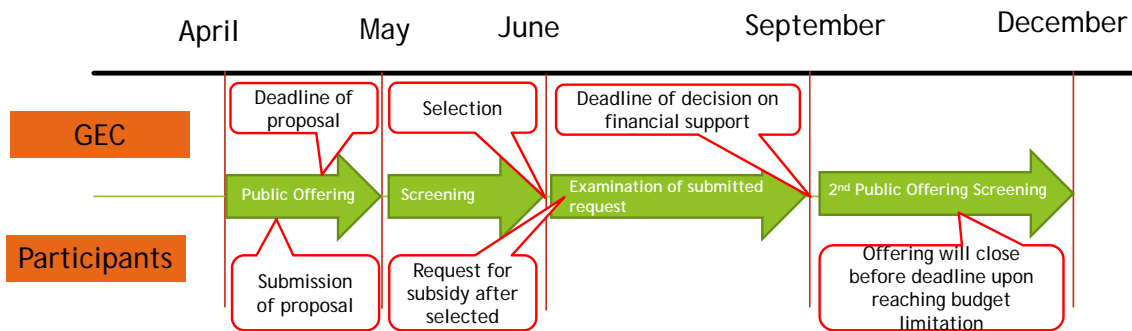 April May June September December
Deadline of
proposal
Selection
Deadline of decision on
financial support
GEC
Public Offering
Screening
Examination of submitted
request
2nd Public Offering Screening
Participants
Submission
of proposal
Request for
subsidy after
selected
Offering will close
before deadline upon
reaching budget
limitation